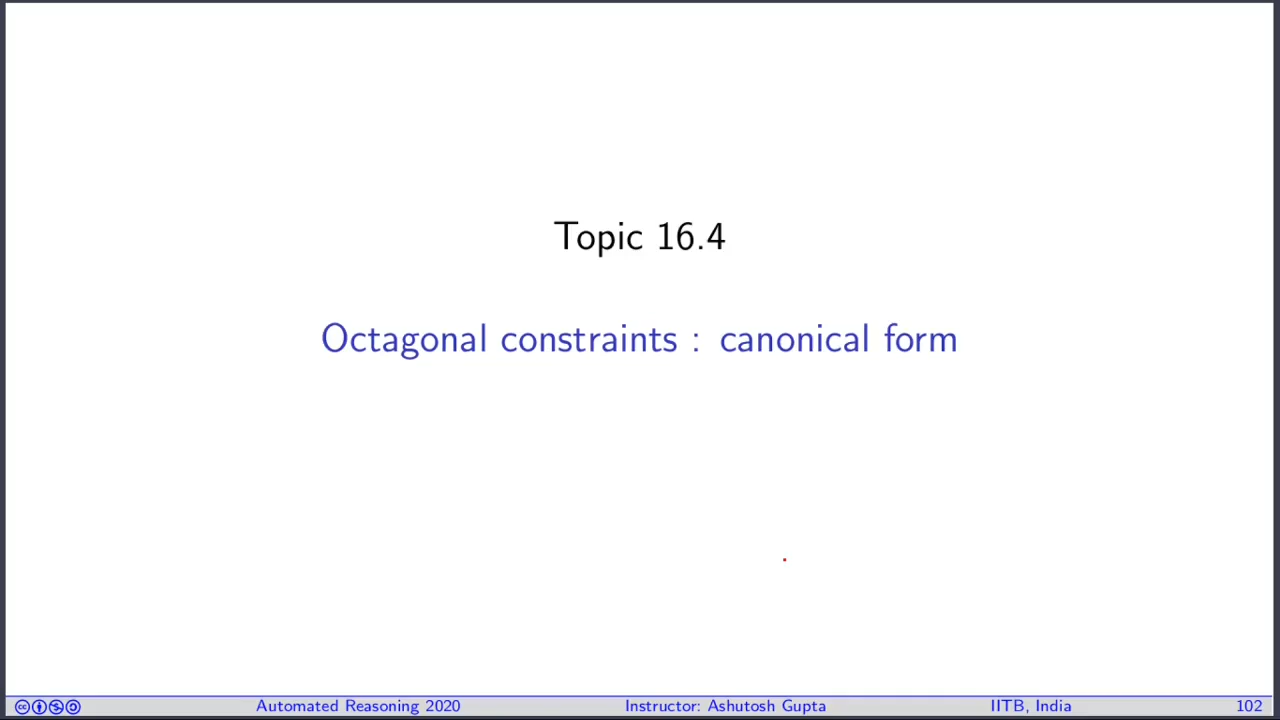 Topic 16.4
Octagonal constraints : canonical form
Automated Reasoning 2020 Instructor: Ashutosh Gupta IITB, India 102